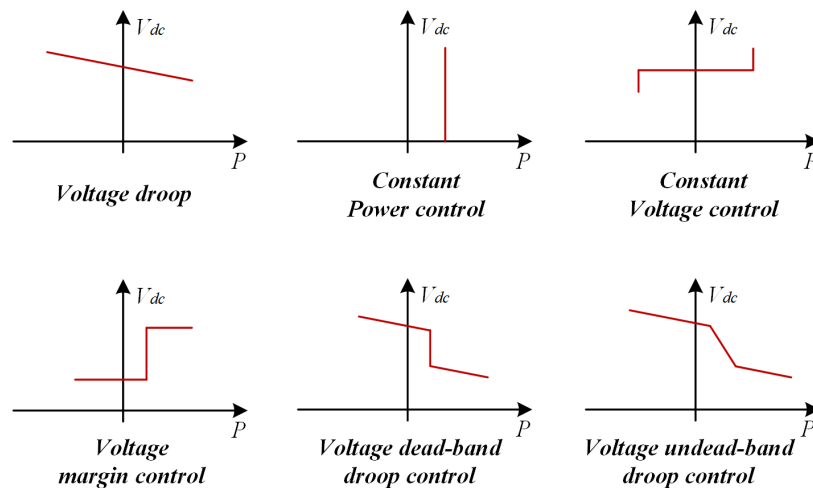 Vdc
Vdc
Vdc
P
P
P
Voltage droop
Constant
Power control
Constant
Voltage control
Vdc
Vdc
Vdc
P
P
P
Voltage
margin control
Voltage dead-band
droop control
Voltage undead-band
droop control